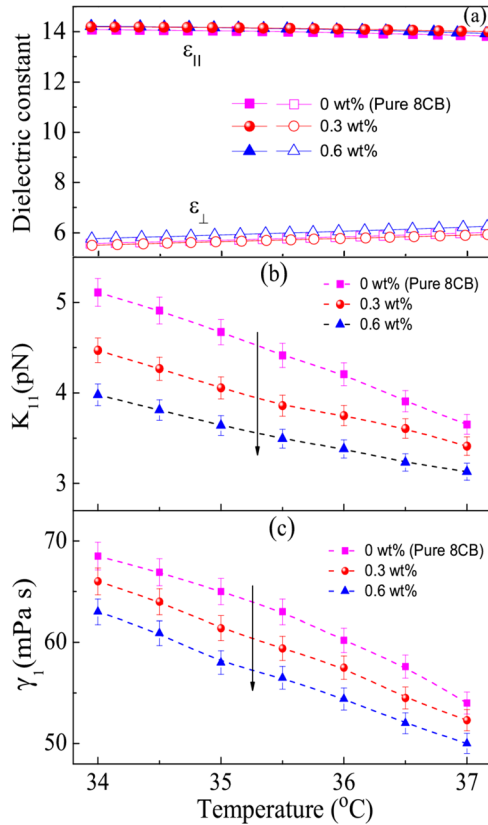 (a)
14
ε||
12
0 wt% (Pure 8CB)
0.3 wt%
10
0.6 wt%
8
ε⊥
6
Dielectric constant
(b)
0 wt% (Pure 8CB)
5
0.3 wt%
0.6 wt%
4
3
K11(pN)
(c)
70
0 wt% (Pure 8CB)
0.3 wt%
0.6 wt%
60
50
γ1(mPa s)
34 35 36 37
Temperature (°C)